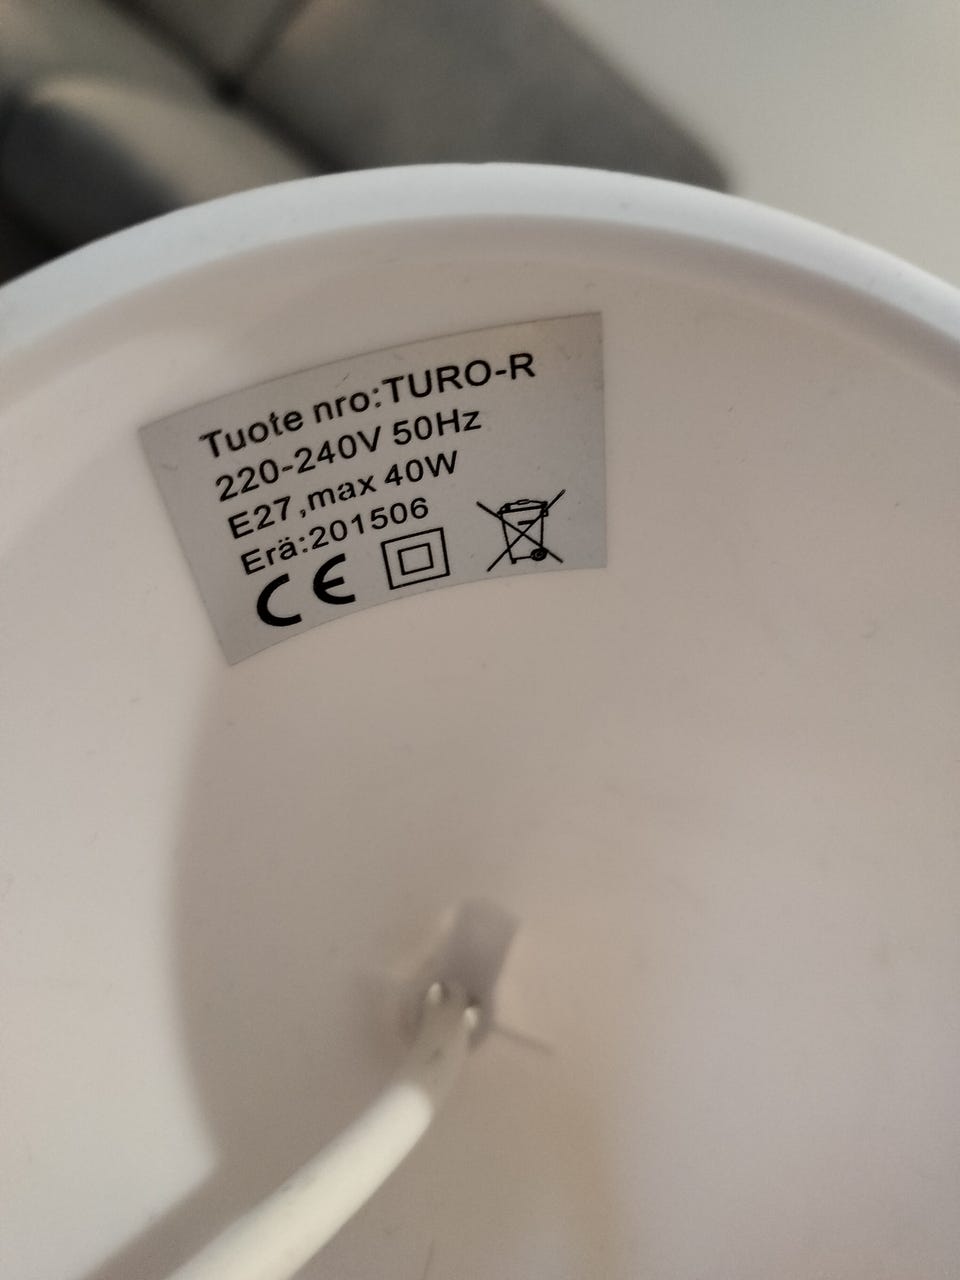 Tuote nro:TURO-R
220-240V 50Hz
E27,max 40W
Erä:201506
CE